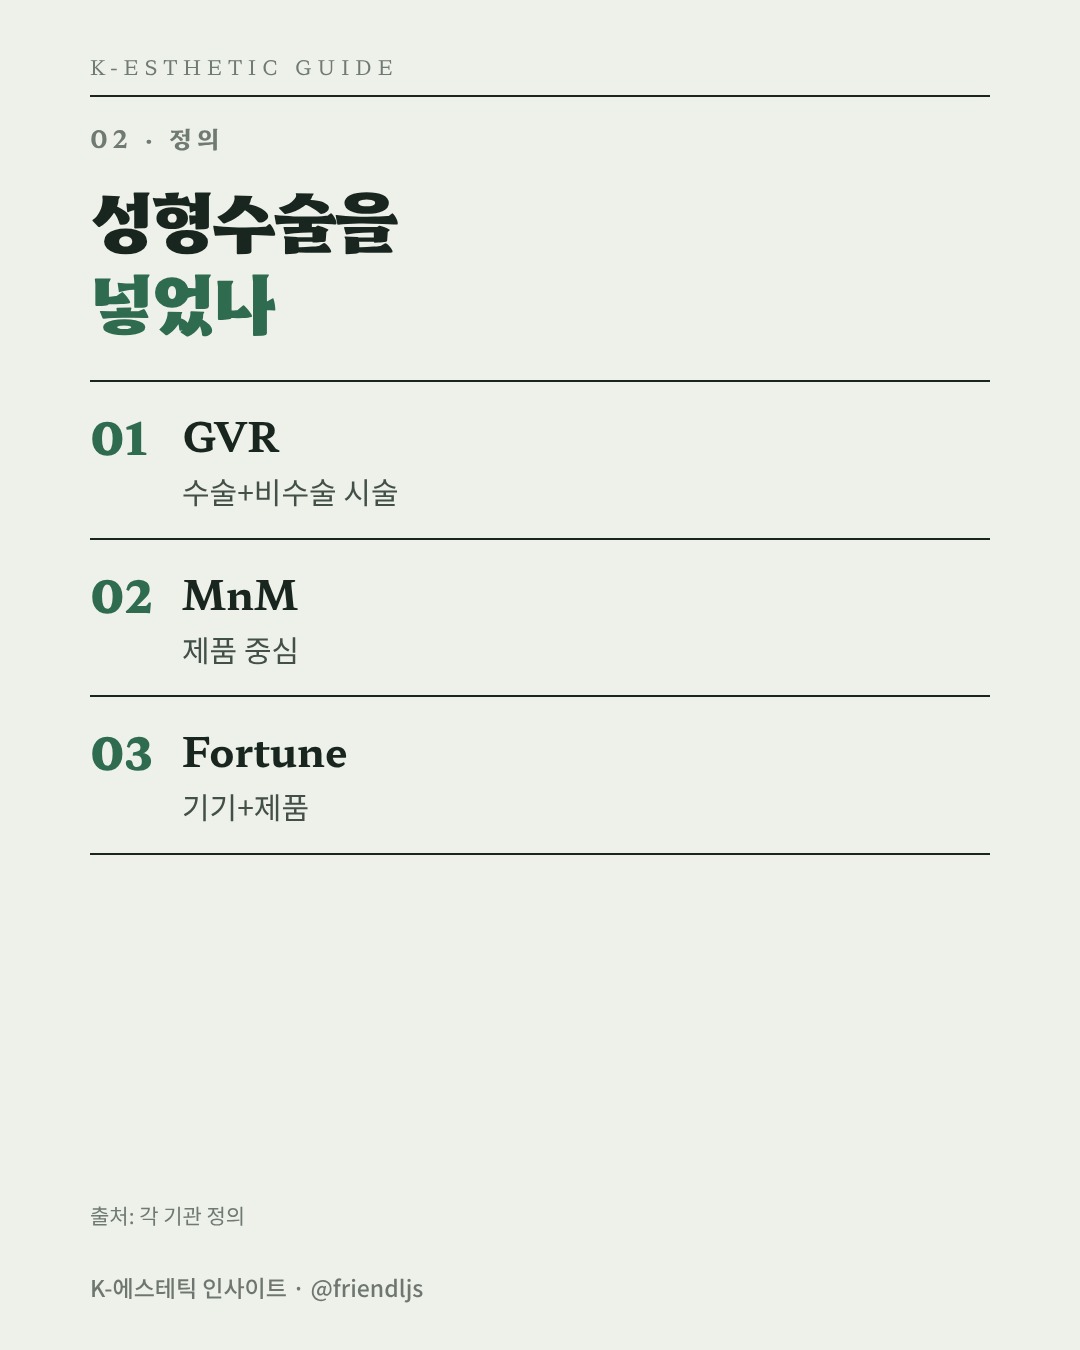 K-ESTHETIC GUIDE
02 · 정의
성형수술을
넣었나
01 GVR
수술+비수술 시술
02 MnM
제품 중심
03 Fortune
기기+제품
출처: 각 기관 정의
K-에스테틱 인사이트 · @friendljs